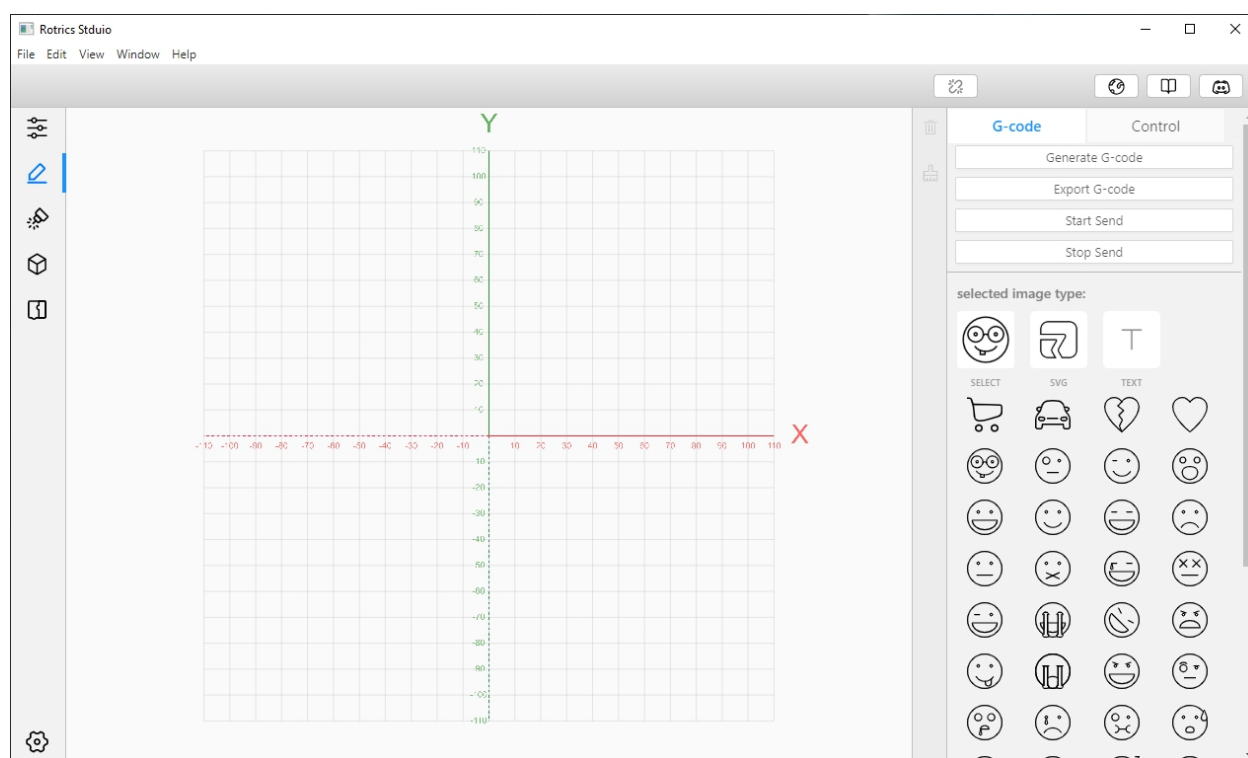 Rotrics Stduio
File Edit View Window Help
G-code Control
Generate G-code
Export G-code
Start Send
Stop Send
selected image type:
T
SELECT SVG TEXT
Y
110
100
90
80
70
60
50
40
30
20
10
X
-110 -100 -90 -80 -70 -60 -50 -40 -30 -20 -10 10 20 30 40 50 60 70 80 90 100 110
-10
-20
-30
-40
-50
-60
-70
-80
-90
-100
-110